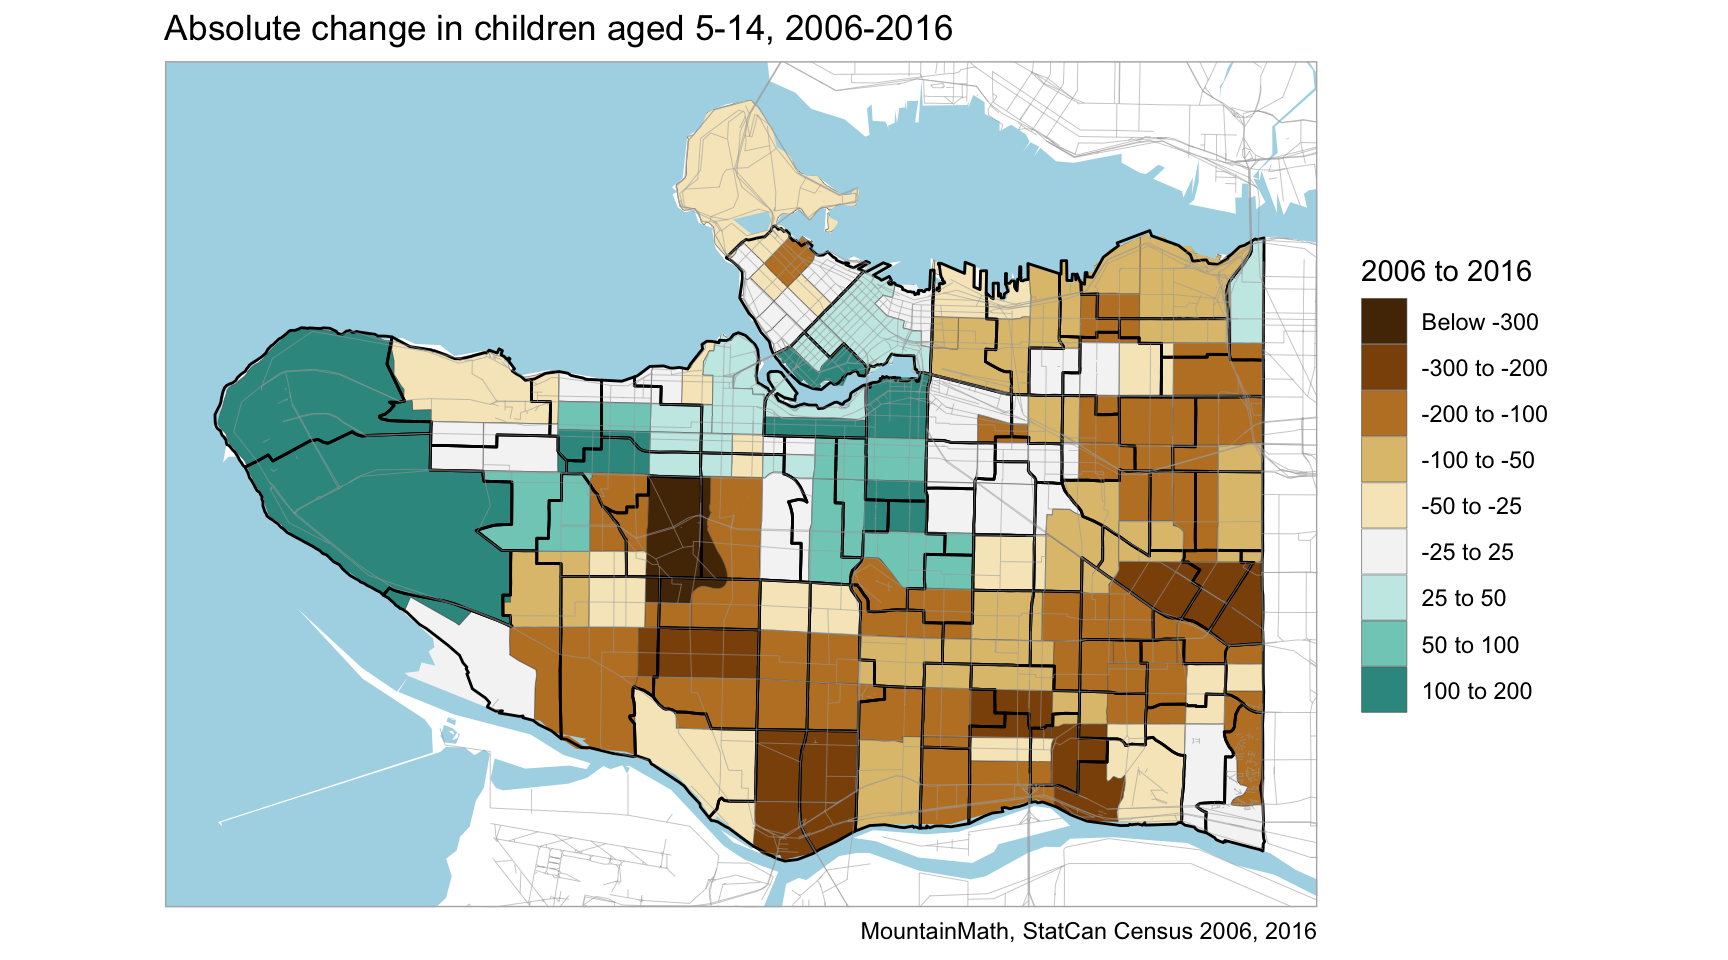 Absolute change in children aged 5-14, 2006-2016
2006 to 2016
Below -300
-300 to -200
-200 to -100
-100 to -50
-50 to -25
-25 to 25
25 to 50
50 to 100
100 to 200
MountainMath, StatCan Census 2006, 2016